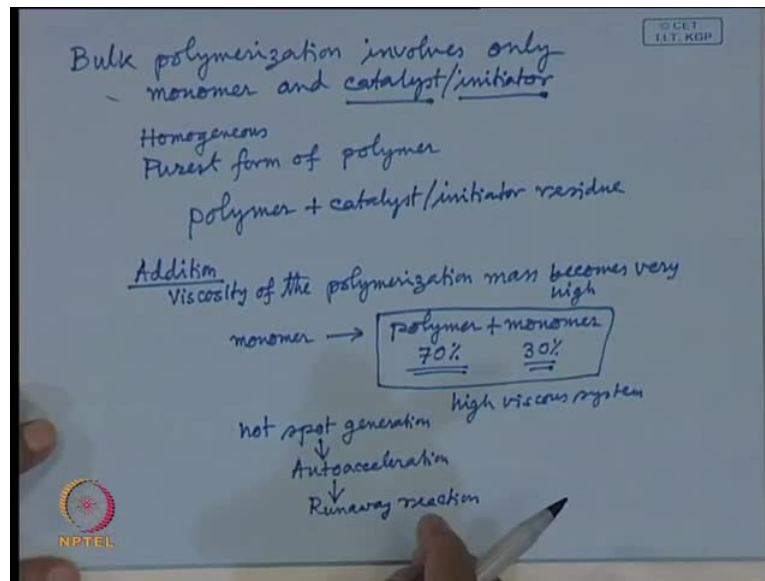 © CET
I.I.T. KGP
Bulk polymerization involves only
monomer and catalyst/initiator
Homogeneous
Purest form of polymer
polymer + catalyst/initiator residue
Addition
Viscosity of the polymerization mass becomes very
high
monomer → polymer + monomer
70% 30%
high viscous system
hot spot generation
↓
Autoacceleration
↓
Runaway reaction
NPTEL